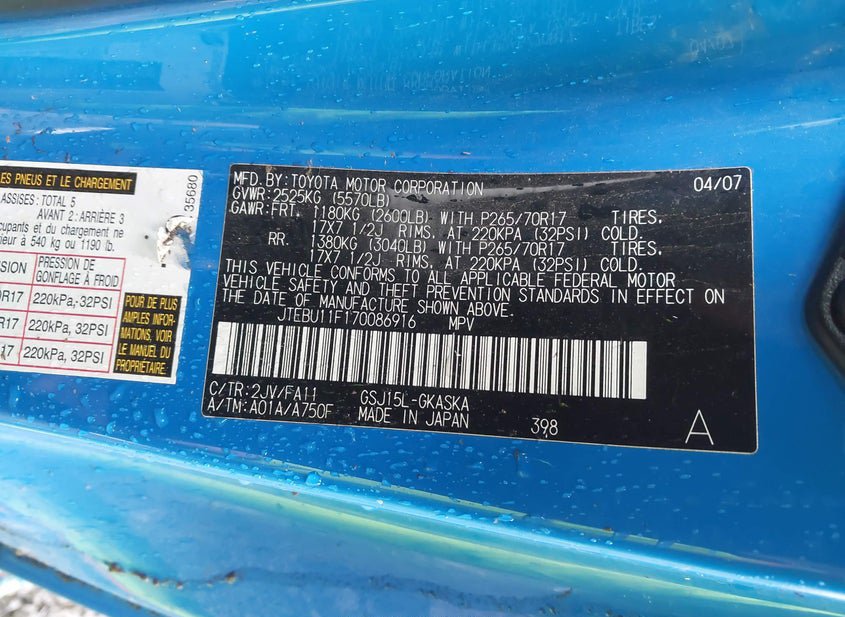 LES PNEUS ET LE CHARGEMENT
ASSISES: TOTAL 5
AVANT 2: ARRIÈRE 3
cupants et du chargement ne
rieur à 540 kg ou 1190 lb.
35680
NSION
PRESSION DE
GONFLAGE À FROID
0R17
220kPa, 32PSI
R17
220kPa, 32PSI
17
220kPa, 32PSI
POUR DE PLUS
AMPLES INFOR-
MATIONS, VOIR
LE MANUEL DU
PROPRIÉTAIRE.
MFD. BY: TOYOTA MOTOR CORPORATION 04/07
GVWR: 2525KG (5570LB)
GAWR: FRT. 1180KG (2600LB) WITH P265/70R17 TIRES,
17X7 1/2J RIMS, AT 220KPA (32PSI) COLD.
RR. 1380KG (3040LB) WITH P265/70R17 TIRES,
17X7 1/2J RIMS, AT 220KPA (32PSI) COLD.
THIS VEHICLE CONFORMS TO ALL APPLICABLE FEDERAL MOTOR
VEHICLE SAFETY AND THEFT PREVENTION STANDARDS IN EFFECT ON
THE DATE OF MANUFACTURE SHOWN ABOVE.
JTEBU11F170086916 MPV
C/TR: 2JV/FA11 GSJ15L-GKASKA
A/TM: A01A/A750F MADE IN JAPAN 398 A